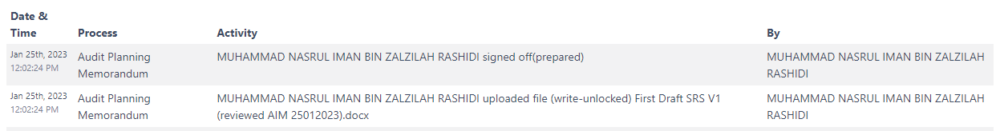 Date &
Time Process Activity By
Jan 25th, 2023 Audit Planning MUHAMMAD NASRUL IMAN BIN ZALZILAH RASHIDI signed off(prepared) MUHAMMAD NASRUL IMAN BIN ZALZILAH
12:02:24 PM Memorandum RASHIDI
Jan 25th, 2023 Audit Planning MUHAMMAD NASRUL IMAN BIN ZALZILAH RASHIDI uploaded file (write-unlocked) First Draft SRS V1 MUHAMMAD NASRUL IMAN BIN ZALZILAH
12:02:24 PM Memorandum (reviewed AIM 25012023).docx RASHIDI